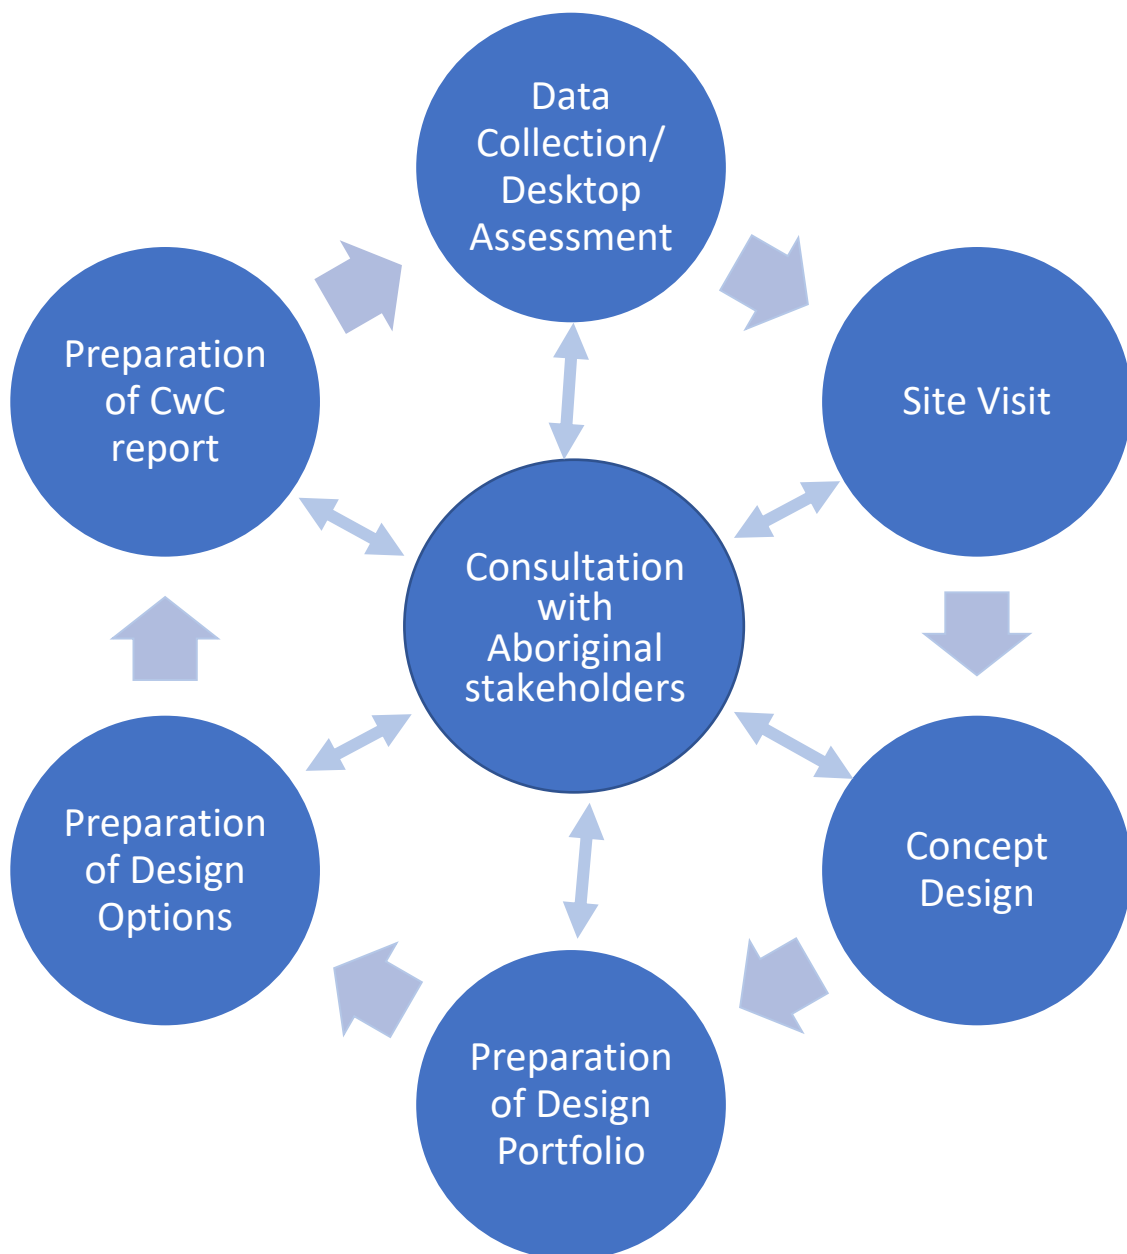 Data
Collection/
Desktop
Assessment
Site Visit
Concept
Design
Preparation
of Design
Portfolio
Preparation
of Design
Options
Preparation
of CwC
report
Consultation
with
Aboriginal
stakeholders